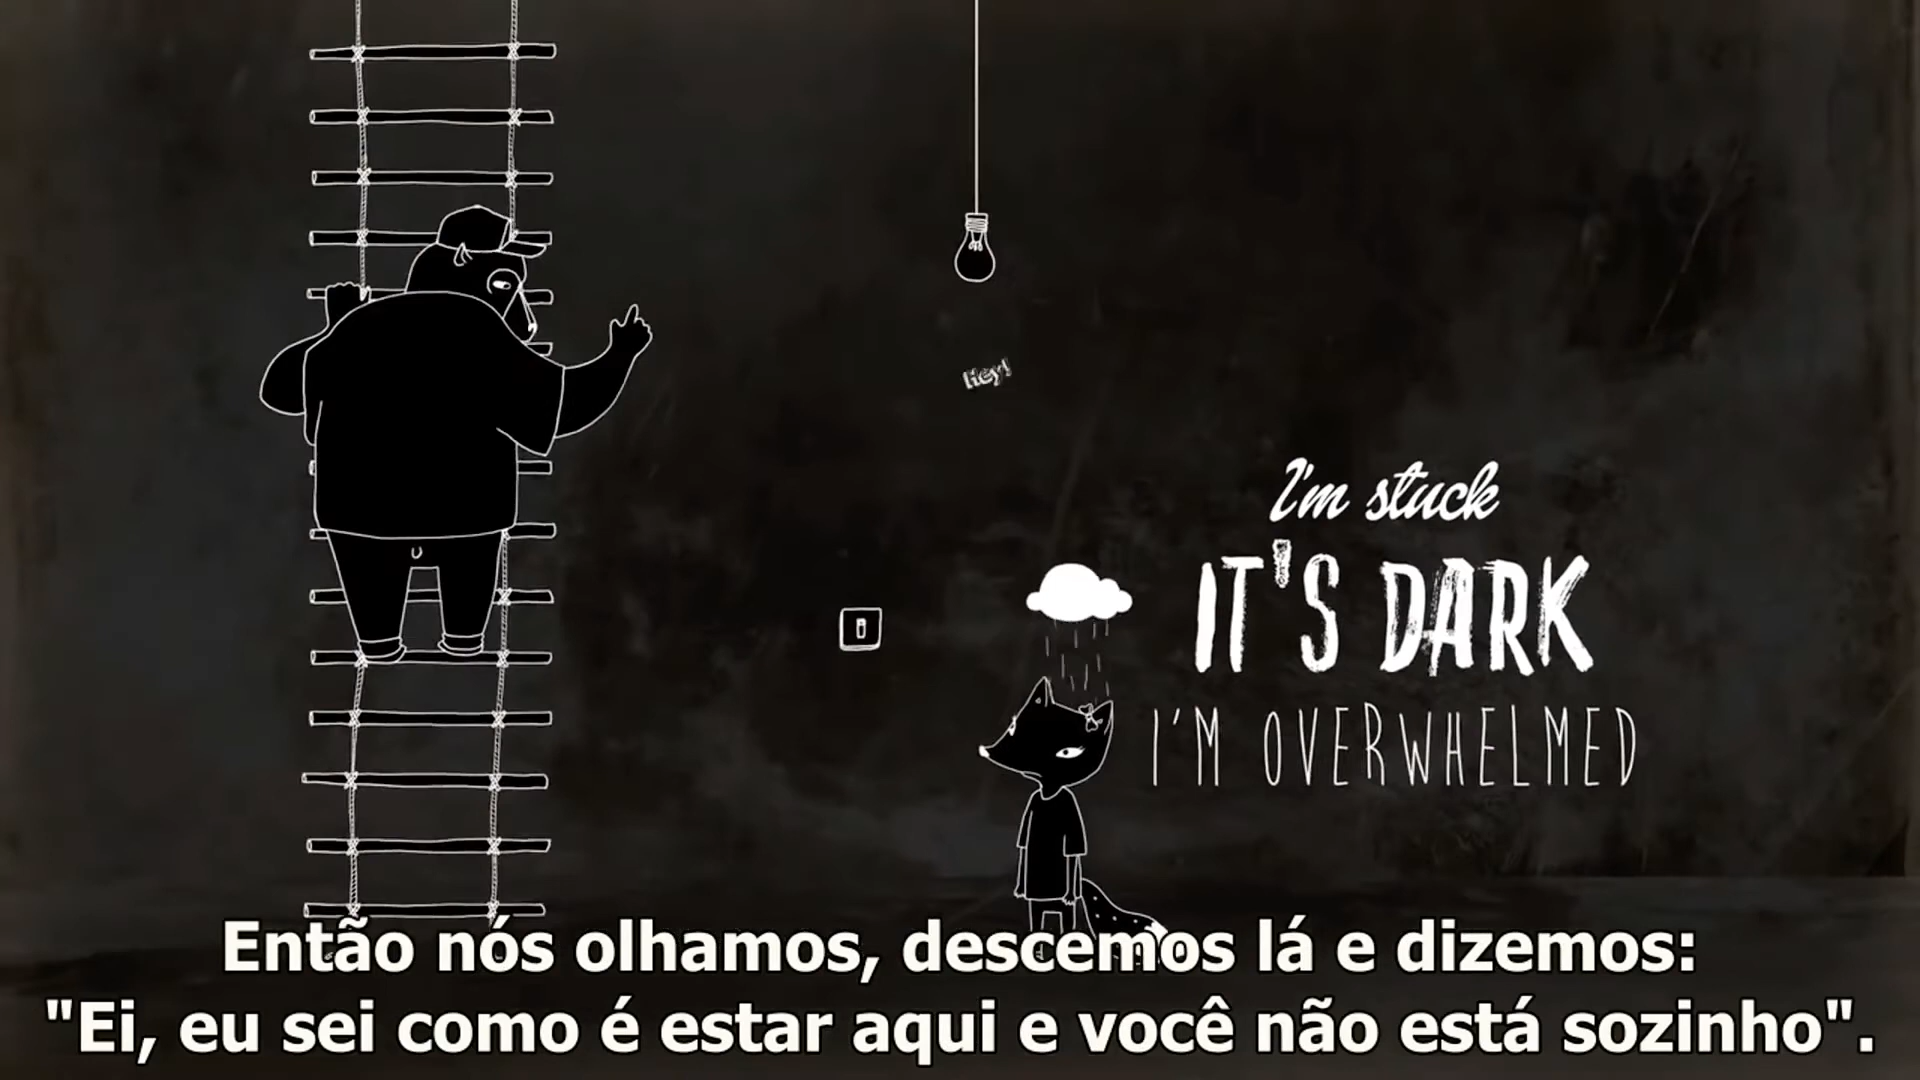 Hey!
I'm stuck
IT'S DARK
I'M OVERWHELMED
Então nós olhamos, descemos lá e dizemos:
"Ei, eu sei como é estar aqui e você não está sozinho".